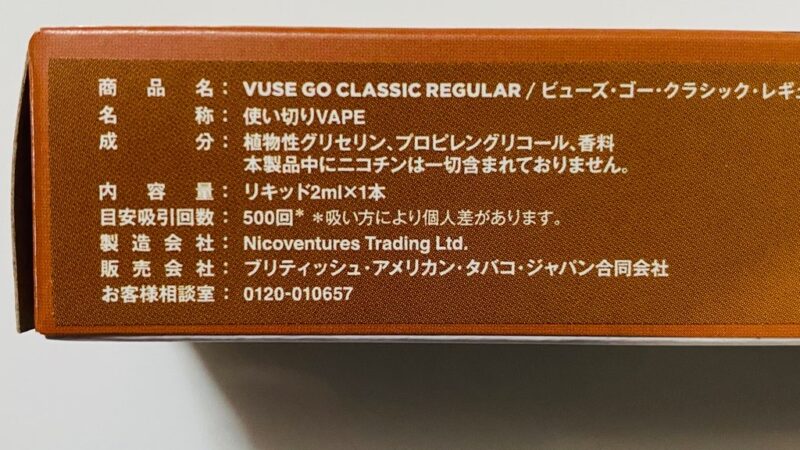 商品名： VUSE GO CLASSIC REGULAR / ビューズ・ゴー・クラシック・レギュ
名称： 使い切りVAPE
成分： 植物性グリセリン、プロピレングリコール、香料
本製品中にニコチンは一切含まれておりません。
内容量： リキッド2ml×1本
目安吸引回数： 500回* *吸い方により個人差があります。
製造会社： Nicoventures Trading Ltd.
販売会社： ブリティッシュ・アメリカン・タバコ・ジャパン合同会社
お客様相談室： 0120-010657